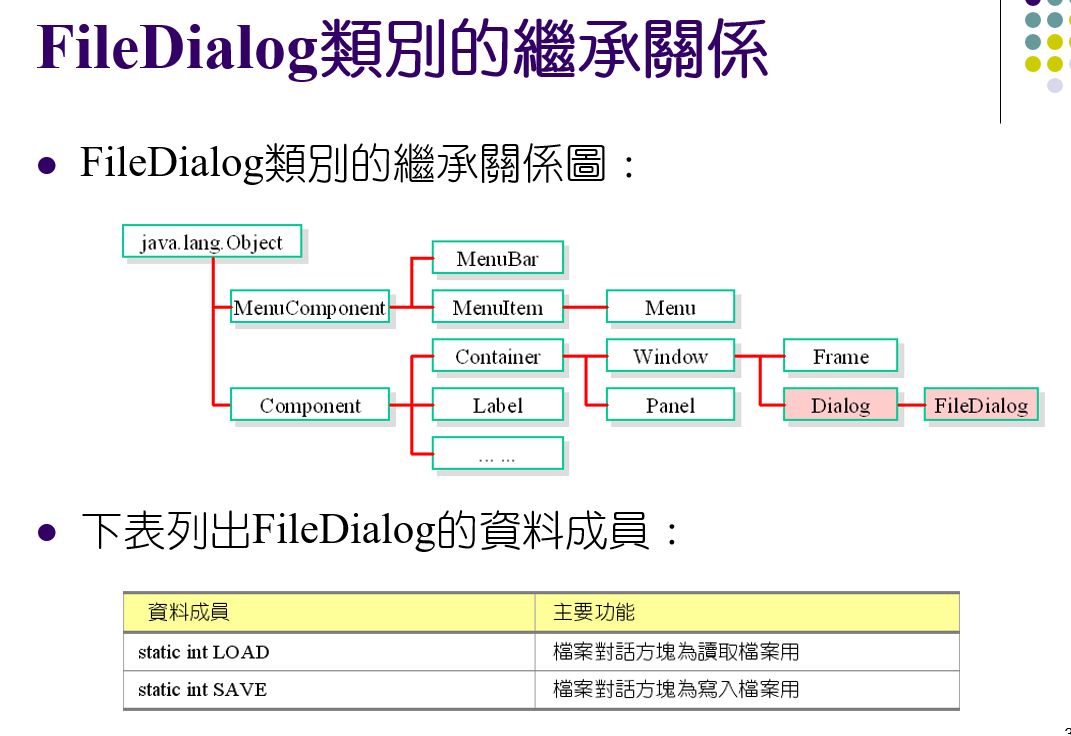 FileDialog類別的繼承關係
FileDialog類別的繼承關係圖：
java.lang.Object
MenuBar
MenuComponent
MenuItem
Menu
Container
Window
Frame
Component
Label
Panel
Dialog
FileDialog
... ...
下表列出FileDialog的資料成員：
資料成員 主要功能
static int LOAD 檔案對話方塊為讀取檔案用
static int SAVE 檔案對話方塊為寫入檔案用